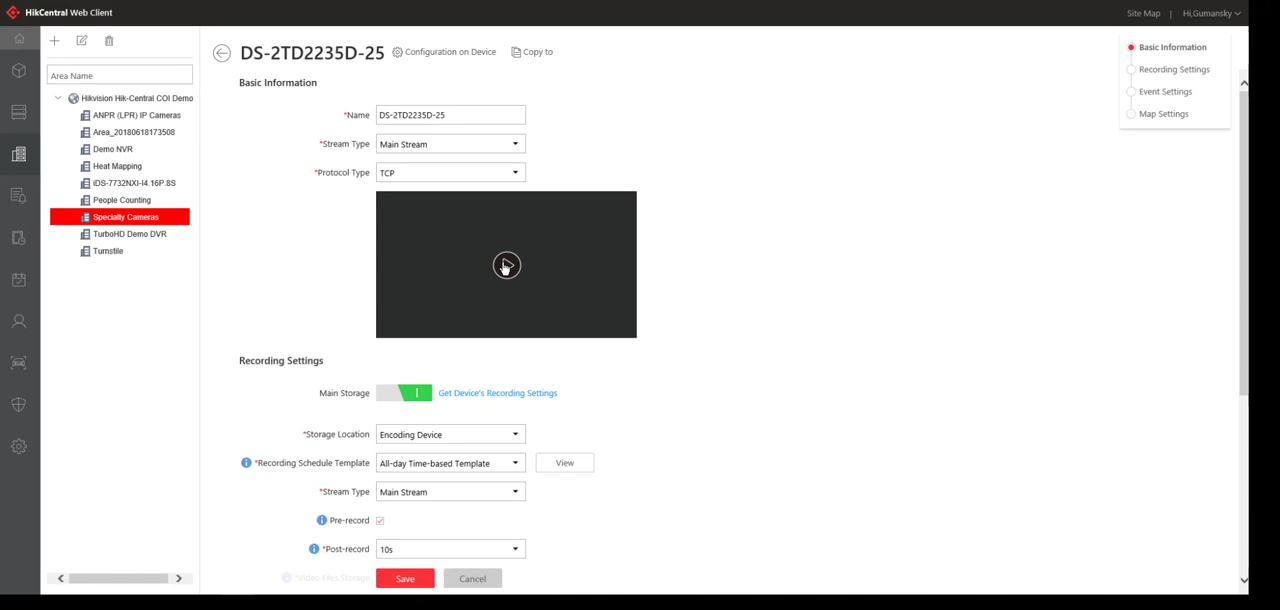 HikCentral Web Client
Site Map | Hi,Gumansky
Area Name
Hikvision Hik-Central COI Demo
ANPR (LPR) IP Cameras
Area_20180618173508
Demo NVR
Heat Mapping
iDS-7732NXI-I4.16P.8S
People Counting
Specialty Cameras
TurboHD Demo DVR
Turnstile
DS-2TD2235D-25 Configuration on Device Copy to
Basic Information
*Name DS-2TD2235D-25
*Stream Type Main Stream
*Protocol Type TCP
Recording Settings
Main Storage Get Device's Recording Settings
*Storage Location Encoding Device
*Recording Schedule Template All-day Time-based Template View
*Stream Type Main Stream
Pre-record
*Post-record 10s
*Video Files Storage
Save Cancel
Basic Information
Recording Settings
Event Settings
Map Settings